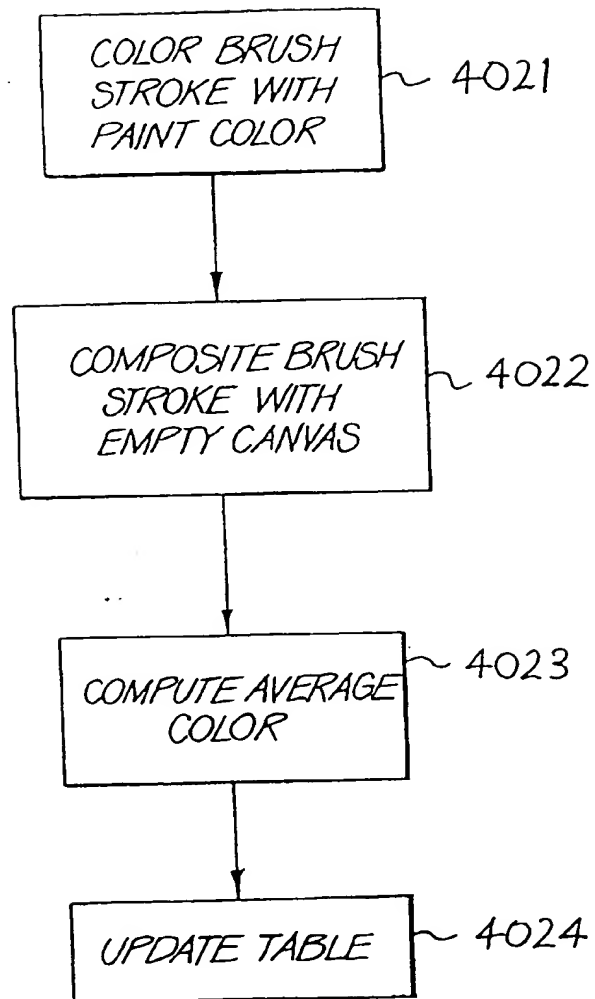 COLOR BRUSH
STROKE WITH
PAINT COLOR
4021
COMPOSITE BRUSH
STROKE WITH
EMPTY CANVAS
4022
COMPUTE AVERAGE
COLOR
4023
UPDATE TABLE
4024